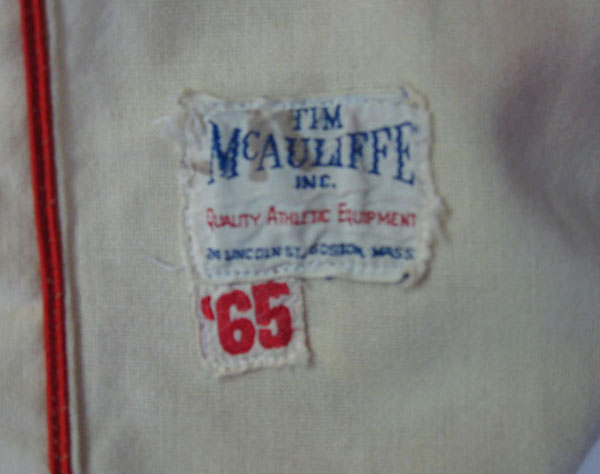 TIM
McAULIFFE
INC.
QUALITY ATHLETIC EQUIPMENT
24 LINCOLN ST. BOSTON, MASS.
'65